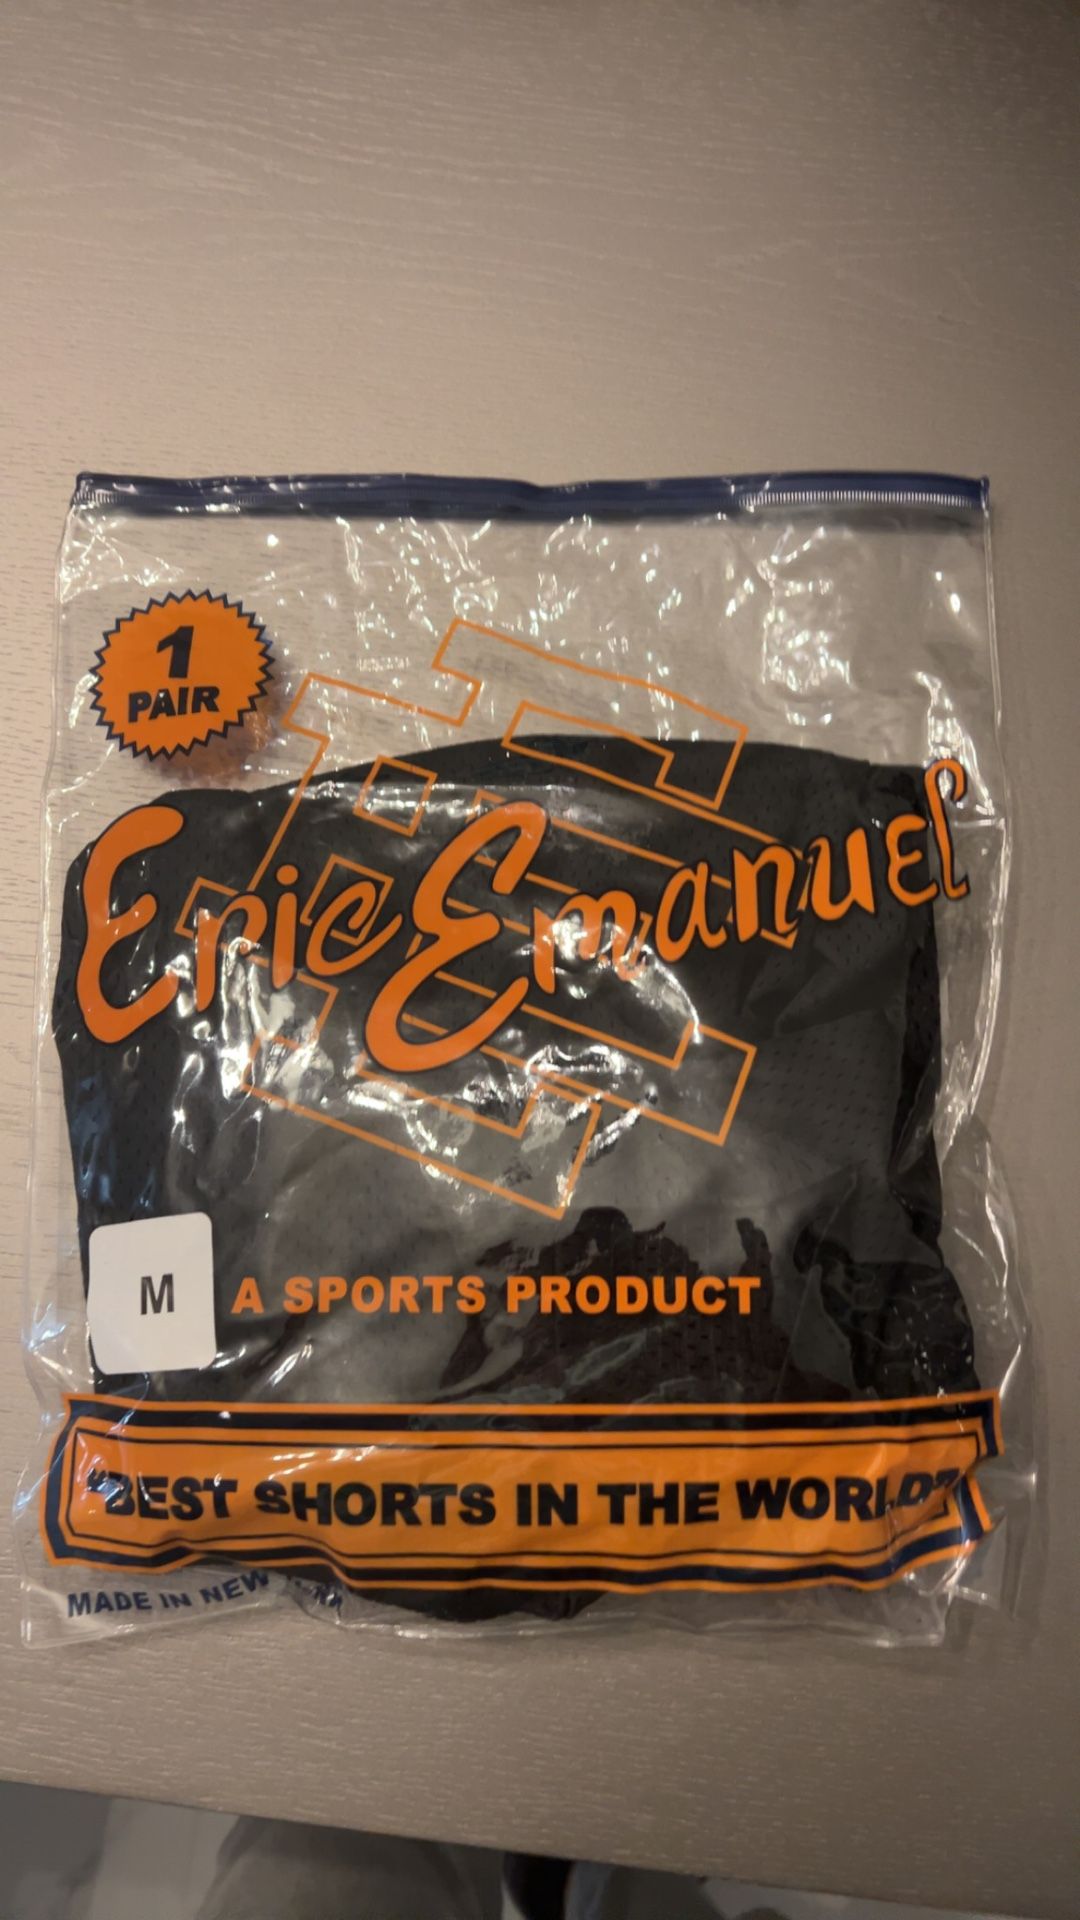 1
PAIR
Eric Emanuel
M
A SPORTS PRODUCT
"BEST SHORTS IN THE WORLD"
MADE IN NEW